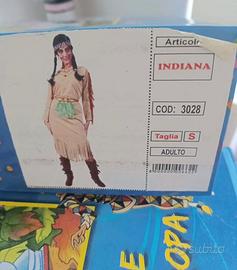 Articolo
INDIANA
COD: 3028
Taglia S
ADULTO
E
OPA
subito